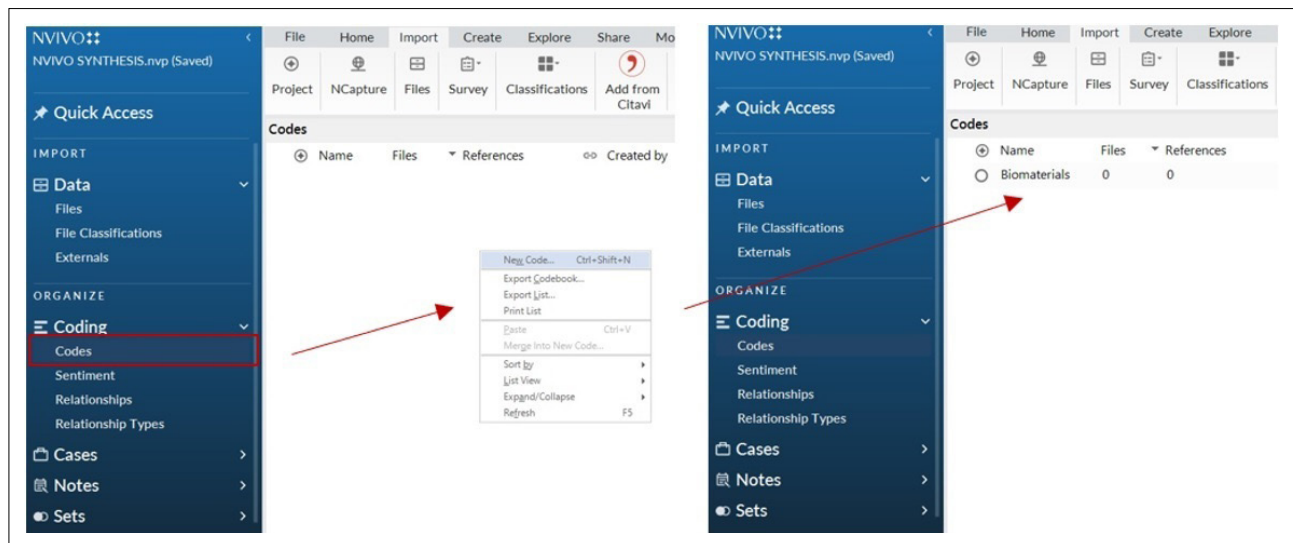 NVIVO
NVIVO SYNTHESIS.nvp (Saved)
Quick Access
IMPORT
Data
Files
File Classifications
Externals
ORGANIZE
Coding
Codes
Sentiment
Relationships
Relationship Types
Cases
Notes
Sets
File Home Import Create Explore Share Mo
Project NCapture Files Survey Classifications Add from
Citavi
Codes
Name Files References Created by
New Code... Ctrl+Shift+N
Export Codebook...
Export List...
Print List
Paste Ctrl+V
Merge Into New Code...
Sort by
List View
Expand/Collapse
Refresh F5
NVIVO
NVIVO SYNTHESIS.nvp (Saved)
Quick Access
IMPORT
Data
Files
File Classifications
Externals
ORGANIZE
Coding
Codes
Sentiment
Relationships
Relationship Types
Cases
Notes
Sets
File Home Import Create Explore
Project NCapture Files Survey Classifications
Codes
Name Files References
Biomaterials 0 0